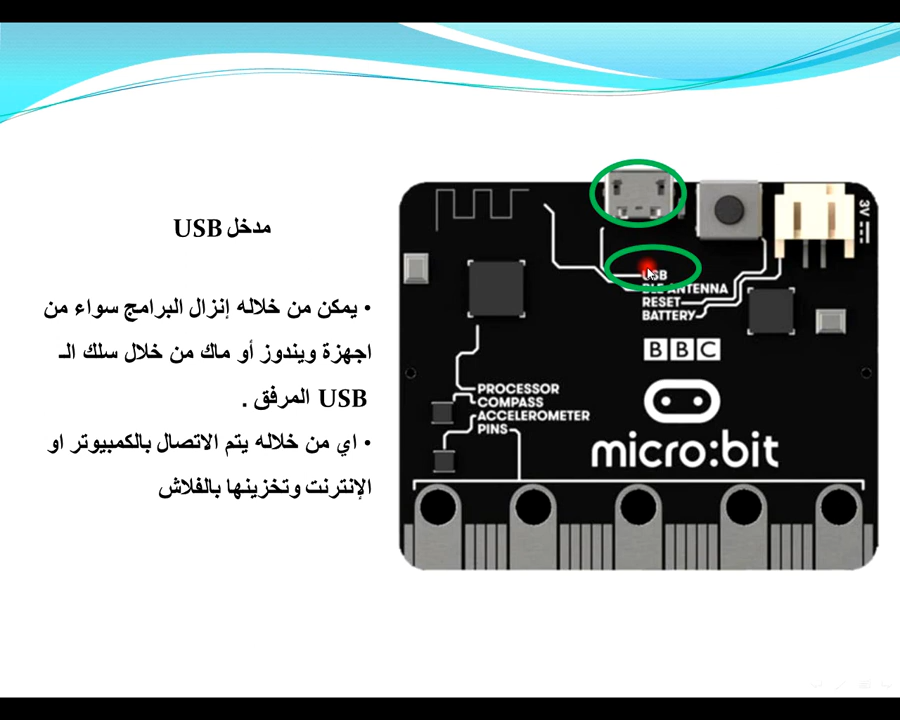 مدخل USB
• يمكن من خلاله إنزال البرامج سواء من
اجهزة ويندوز أو ماك من خلال سلك الـ
USB المرفق .
• اي من خلاله يتم الاتصال بالكمبيوتر او
الإنترنت وتخزينها بالفلاش
3V
USB
BLE ANTENNA
RESET
BATTERY
BBC
PROCESSOR
COMPASS
ACCELEROMETER
PINS
micro:bit